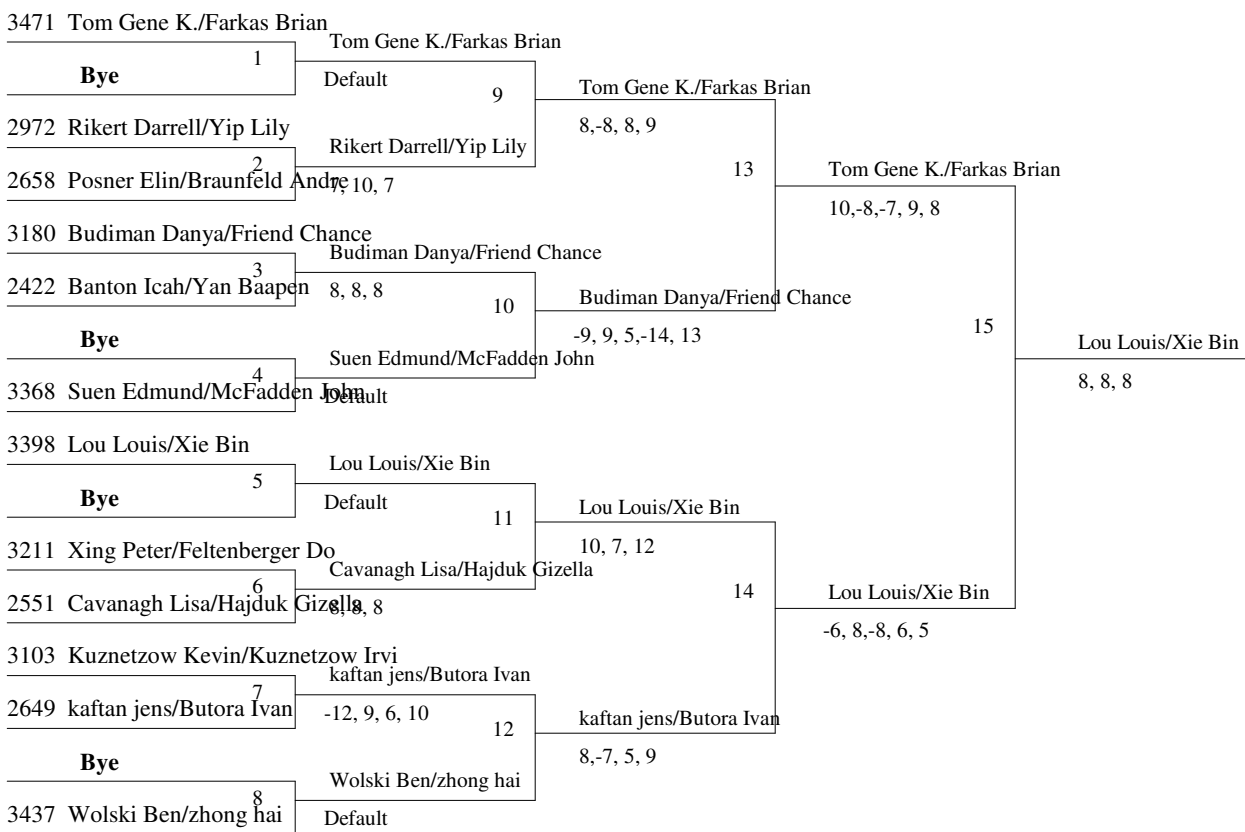 3471 Tom Gene K./Farkas Brian
1
Bye
Tom Gene K./Farkas Brian
Default
9
2972 Rikert Darrell/Yip Lily
2
2658 Posner Elin/Braunfeld Andre
Rikert Darrell/Yip Lily
7, 10, 7
Tom Gene K./Farkas Brian
8,-8, 8, 9
13
3180 Budiman Danya/Friend Chance
3
2422 Banton Icah/Yan Baapen
Budiman Danya/Friend Chance
8, 8, 8
10
Bye
4
3368 Suen Edmund/McFadden John
Suen Edmund/McFadden John
Default
Budiman Danya/Friend Chance
-9, 9, 5,-14, 13
Tom Gene K./Farkas Brian
10,-8,-7, 9, 8
15
Lou Louis/Xie Bin
8, 8, 8
3398 Lou Louis/Xie Bin
5
Bye
Lou Louis/Xie Bin
Default
11
3211 Xing Peter/Feltenberger Do
6
2551 Cavanagh Lisa/Hajduk Gizella
Cavanagh Lisa/Hajduk Gizella
8, 8, 8
Lou Louis/Xie Bin
10, 7, 12
14
Lou Louis/Xie Bin
-6, 8,-8, 6, 5
3103 Kuznetzow Kevin/Kuznetzow Irvi
7
2649 kaftan jens/Butora Ivan
kaftan jens/Butora Ivan
-12, 9, 6, 10
12
kaftan jens/Butora Ivan
8,-7, 5, 9
Bye
8
3437 Wolski Ben/zhong hai
Wolski Ben/zhong hai
Default